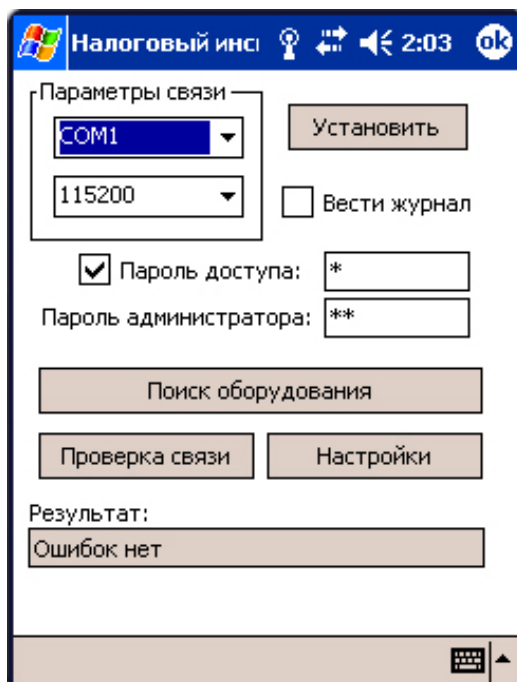 Налоговый инсı 2:03 ok
Параметры связи
COM1
Установить
115200
Вести журнал
Пароль доступа: *
Пароль администратора: **
Поиск оборудования
Проверка связи Настройки
Результат:
Ошибок нет